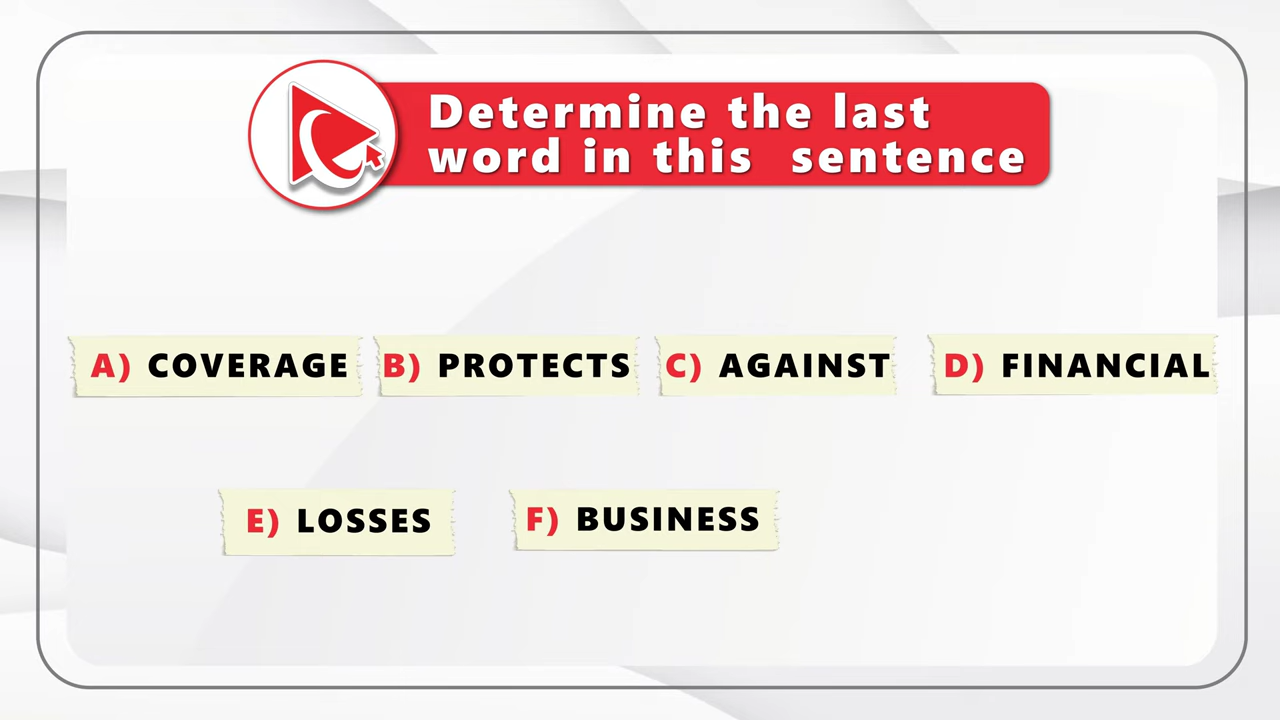 Determine the last
word in this sentence
A) COVERAGE B) PROTECTS C) AGAINST D) FINANCIAL
E) LOSSES F) BUSINESS